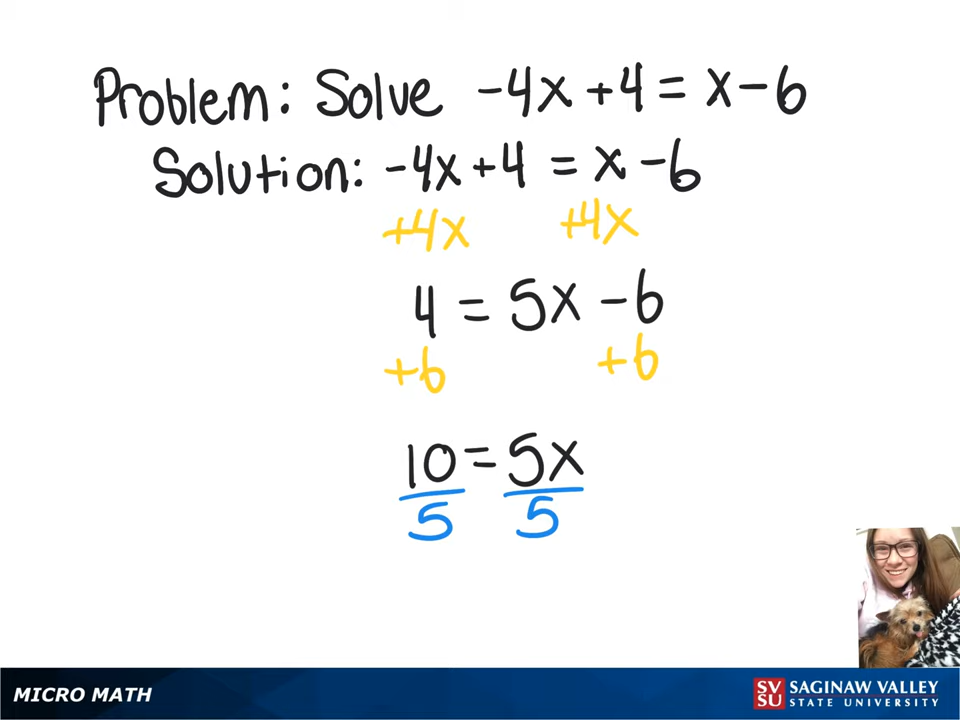 Problem: Solve -4x+4 = x-6
Solution: -4x+4 = x-6
+4x +4x
4 = 5x -6
+6 +6
10 = 5x
5 5
MICRO MATH
SV
SU
SAGINAW VALLEY
STATE UNIVERSITY